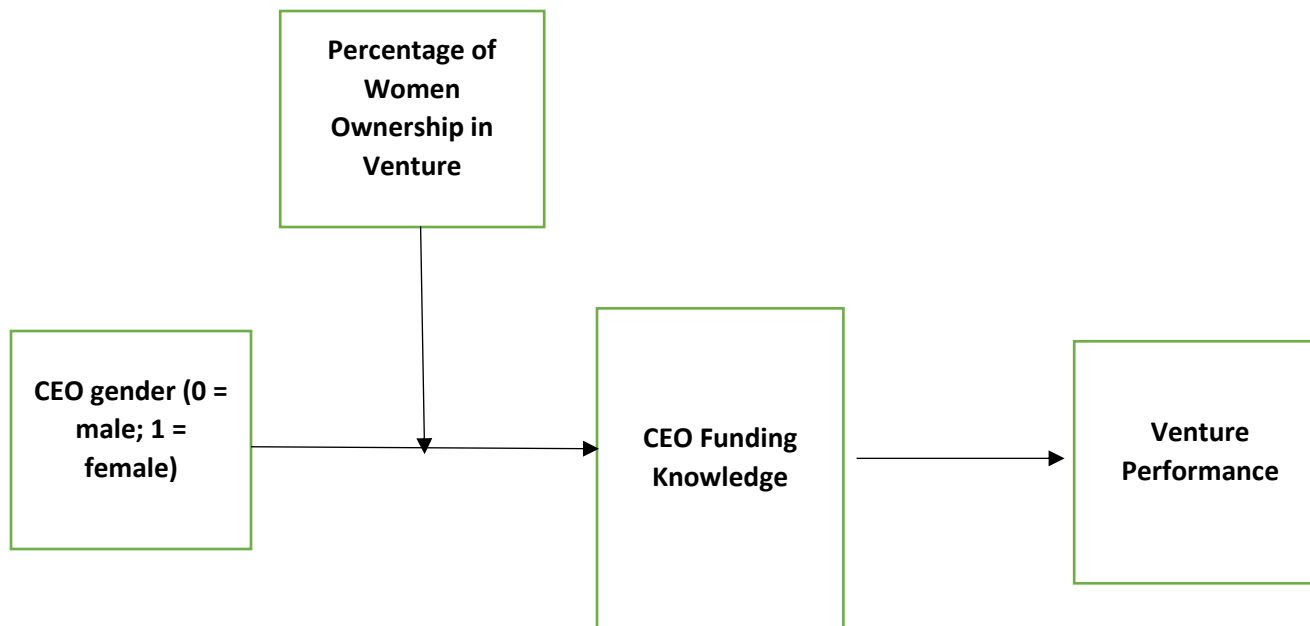 Percentage of
Women
Ownership in
Venture
CEO gender (0 =
male; 1 =
female)
CEO Funding
Knowledge
Venture
Performance